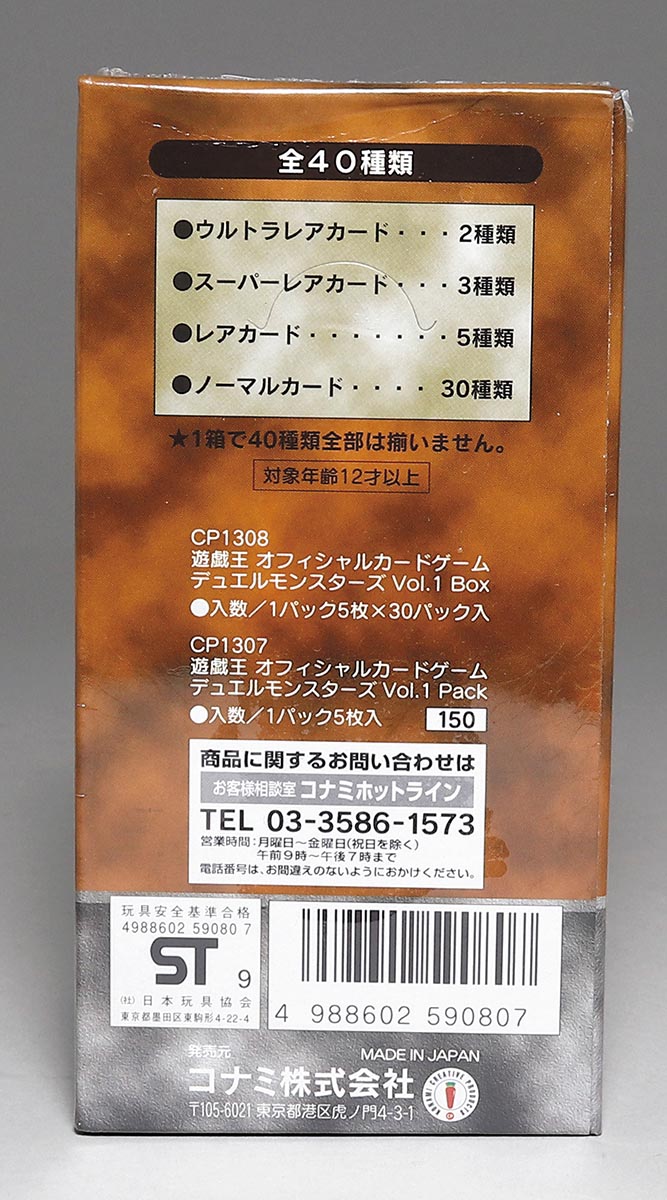 全40種類
●ウルトラレアカード・・・2種類
●スーパーレアカード・・・3種類
●レアカード・・・・・・・5種類
●ノーマルカード・・・・30種類
★1箱で40種類全部は揃いません。
対象年齢12才以上
CP1308
遊戯王 オフィシャルカードゲーム
デュエルモンスターズ Vol.1 Box
●入数／1パック5枚×30パック入
CP1307
遊戯王 オフィシャルカードゲーム
デュエルモンスターズ Vol.1 Pack
●入数／1パック5枚入 150
商品に関するお問い合わせは
お客様相談室 コナミホットライン
TEL 03-3586-1573
営業時間：月曜日～金曜日(祝日を除く)
午前9時～午後7時まで
電話番号は、お間違えのないようにおかけください。
玩具安全基準合格
4988602 59080 7
ST 9
(社)日本玩具協会
東京都墨田区東駒形4-22-4
4 988602 590807
発売元 MADE IN JAPAN
コナミ株式会社
KONAMI CREATIVE PRODUCTS
CP
〒105-6021 東京都港区虎ノ門4-3-1